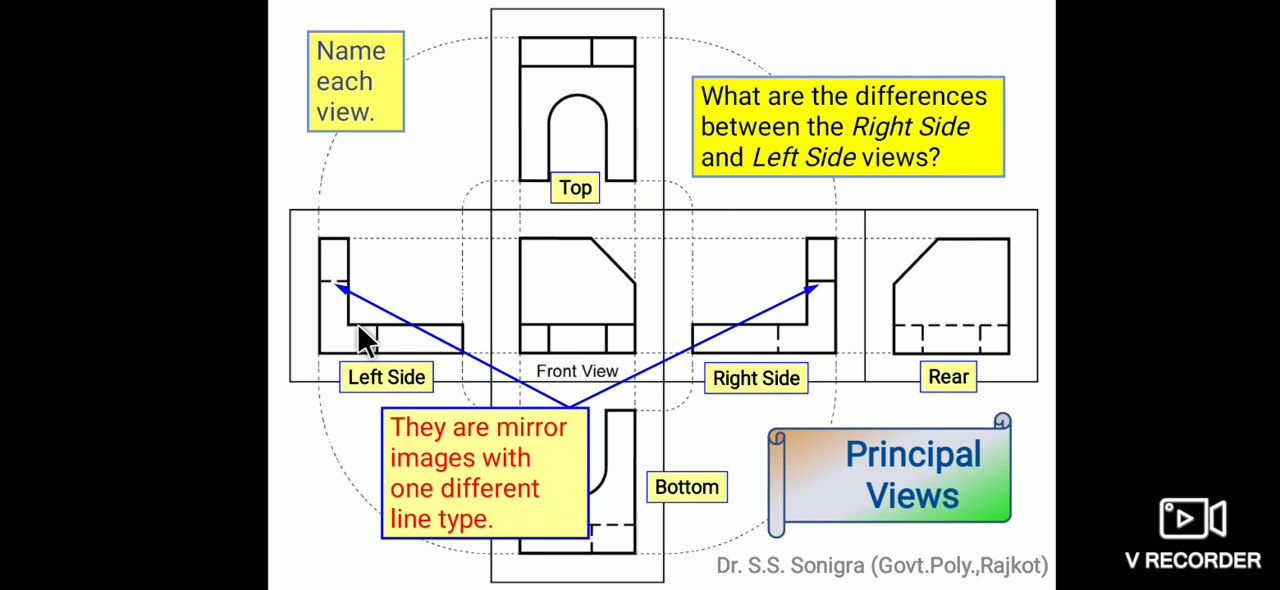 Name
each
view.
What are the differences
between the Right Side
and Left Side views?
Top
Left Side
Front View
Right Side
Rear
They are mirror
images with
one different
line type.
Bottom
Principal
Views
Dr. S.S. Sonigra (Govt.Poly.,Rajkot)
V RECORDER